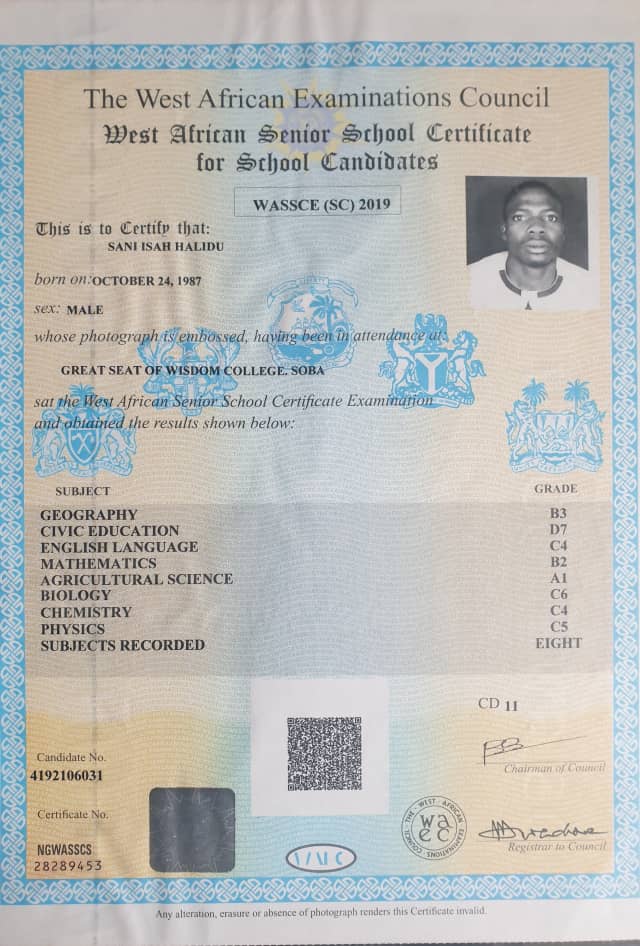 The West African Examinations Council
West African Senior School Certificate
for School Candidates
WASSCE (SC) 2019
This is to Certify that:
SANI ISAH HALIDU
born on: OCTOBER 24, 1987
sex: MALE
whose photograph is embossed, having been in attendance at:
GREAT SEAT OF WISDOM COLLEGE. SOBA
sat the West African Senior School Certificate Examination
and obtained the results shown below:
SUBJECT GRADE
GEOGRAPHY B3
CIVIC EDUCATION D7
ENGLISH LANGUAGE C4
MATHEMATICS B2
AGRICULTURAL SCIENCE A1
BIOLOGY C6
CHEMISTRY C4
PHYSICS C5
SUBJECTS RECORDED EIGHT
CD 11
Chairman of Council
Candidate No.
4192106031
Certificate No.
NGWASSCS
28289453
THE WEST AFRICAN EXAMINATIONS COUNCIL
waec
Registrar to Council
Any alteration, erasure or absence of photograph renders this Certificate invalid.